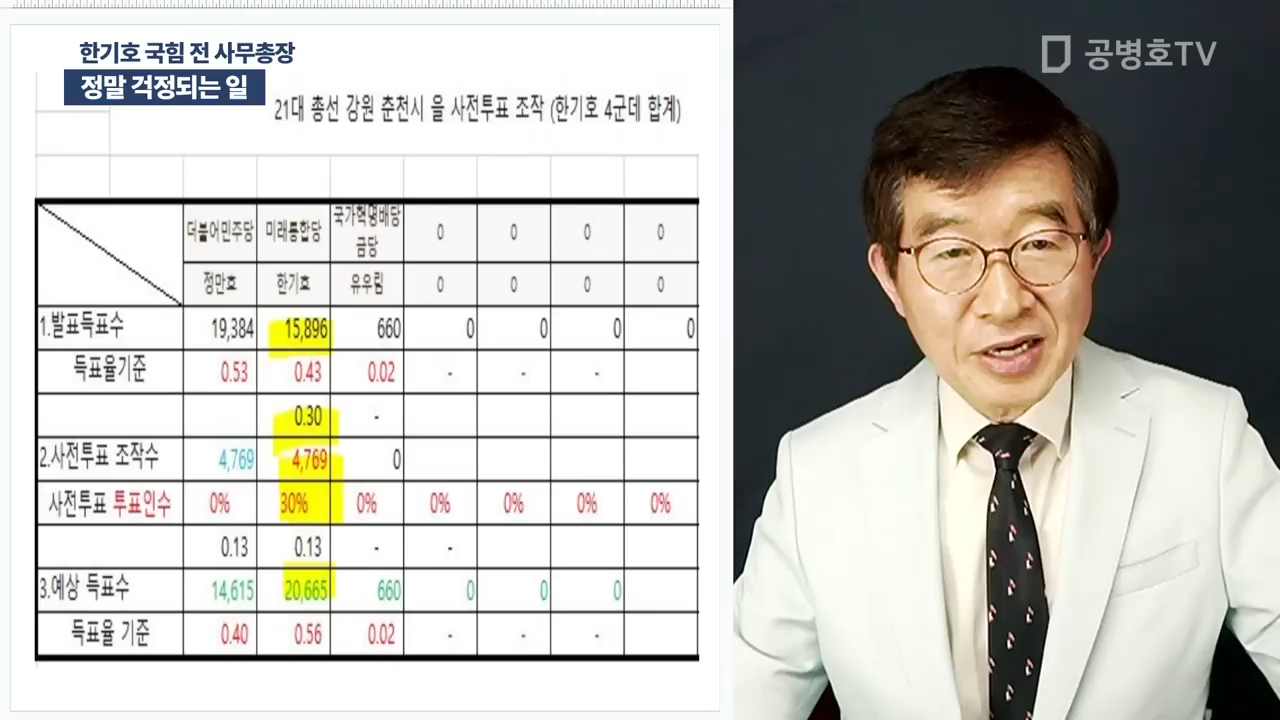 한기호 국힘 전 사무총장
정말 걱정되는 일
공병호TV
21대 총선 강원 춘천시 을 사전투표 조작 (한기호 4군데 합계)
더불어민주당 미래통합당 국가혁명배당금당 0 0 0 0
정만호 한기호 유우림 0 0 0 0
1.발표득표수 19,384 15,896 660 0 0 0 0
득표율기준 0.53 0.43 0.02 - - -
0.30 -
2.사전투표 조작수 4,769 4,769 0
사전투표 투표인수 0% 30% 0% 0% 0% 0% 0%
0.13 0.13 - -
3.예상 득표수 14,615 20,665 660 0 0 0
득표율 기준 0.40 0.56 0.02 - - -